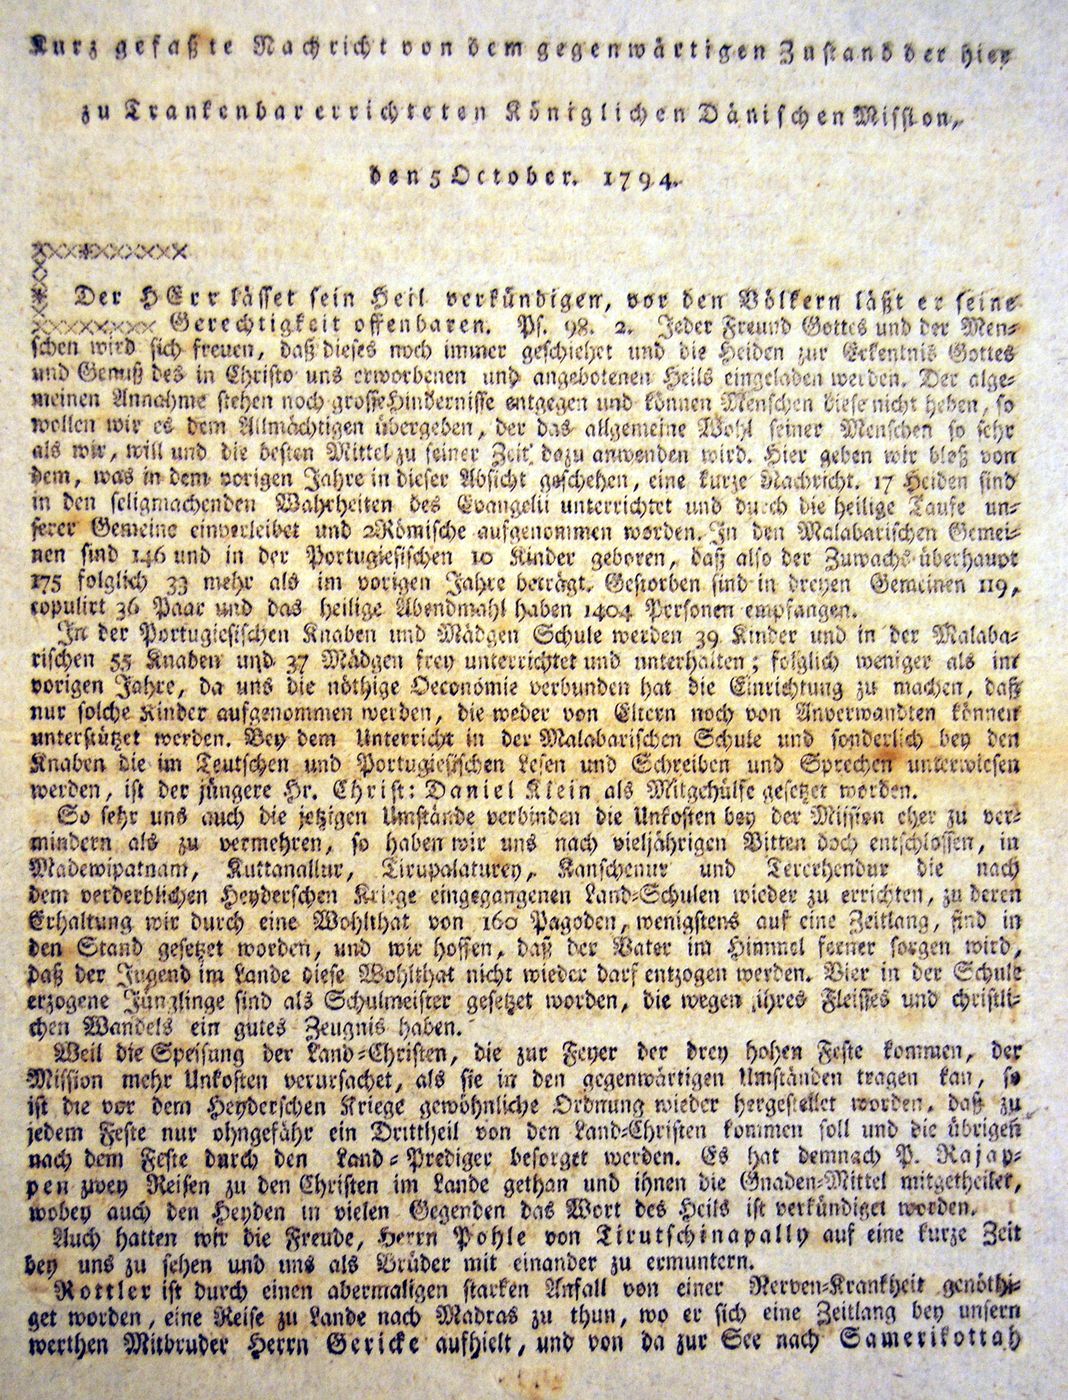 Kurz gefaßte Nachricht von dem gegenwärtigen Zustand der hier
zu Trankenbar errichteten Königlichen Dänischen Mission,
den 5 October. 1794.
Der HErr lässet sein Heil verkündigen, vor den Völkern läßt er seine
Gerechtigkeit offenbaren. Ps. 98. 2. Jeder Freund Gottes und der Men-
schen wird sich freuen, daß dieses noch immer geschiehet und die Heiden zur Erkentnis Gottes
und Genuß des in Christo uns erworbenen und angebotenen Heils eingeladen werden. Der alge-
meinen Annahme stehen noch grosse Hindernisse entgegen und können Menschen diese nicht heben, so
wollen wir es dem Allmächtigen übergeben, der das allgemeine Wohl seiner Menschen so sehr
als wir, will und die besten Mittel zu seiner Zeit dazu anwenden wird. Hier geben wir bloß von
dem, was in dem vorigen Jahre in dieser Absicht geschehen, eine kurze Nachricht. 17 Heiden sind
in den seligmachenden Wahrheiten des Evangelii unterrichtet und durch die heilige Taufe un-
serer Gemeine einverleibet und 2 Römische aufgenommen worden. In den Malabarischen Gemei-
nen sind 146 und in der Portugiesischen 10 Kinder geboren, daß also der Zuwachs überhaupt
175 folglich 33 mehr als im vorigen Jahre beträgt. Gestorben sind in dreyen Gemeinen 119,
copulirt 36 Paar und das heilige Abendmahl haben 1404 Personen empfangen.
In der Portugiesischen Knaben und Mädgen Schule werden 39 Kinder und in der Malaba-
rischen 55 Knaben und 37 Mädgen frey unterrichtet und unterhalten; folglich weniger als im
vorigen Jahre, da uns die nöthige Oeconomie verbunden hat die Einrichtung zu machen, daß
nur solche Kinder aufgenommen werden, die weder von Eltern noch von Anverwandten können
unterstützet werden. Bey dem Unterricht in der Malabarischen Schule und sonderlich bey den
Knaben die im Teutschen und Portugiesischen Lesen und Schreiben und Sprechen unterwiesen
werden, ist der jüngere Hr. Christ: Daniel Klein als Mitgehülfe gesetzet worden.
So sehr uns auch die jetzigen Umstände verbinden die Unkosten bey der Mission eher zu ver-
mindern als zu vermehren, so haben wir uns nach vieljährigen Bitten doch entschlossen, in
Madewipatnam, Kuttanallur, Tirupalaturey, Kanschenur und Tererhendur die nach
dem verderblichen Heyderschen Kriege eingegangenen Land-Schulen wieder zu errichten, zu deren
Erhaltung wir durch eine Wohlthat von 160 Pagoden, wenigstens auf eine Zeitlang, sind in
den Stand gesetzet worden, und wir hoffen, daß der Vater im Himmel ferner sorgen wird,
daß der Jugend im Lande diese Wohlthat nicht wieder darf entzogen werden. Vier in der Schule
erzogene Jünglinge sind als Schulmeister gesetzet worden, die wegen ihres Fleisses und christli-
chen Wandels ein gutes Zeugnis haben.
Weil die Speisung der Land-Christen, die zur Feyer der drey hohen Feste kommen, der
Mission mehr Unkosten verursachet, als sie in den gegenwärtigen Umständen tragen kan, so
ist die vor dem Heyderschen Kriege gewöhnliche Ordnung wieder hergestellet worden, daß zu
jedem Feste nur ohngefähr ein Drittheil von den Land-Christen kommen soll und die übrigen
nach dem Feste durch den Land-Prediger besorget werden. Es hat demnach P. Rajap-
pen zwey Reisen zu den Christen im Lande gethan und ihnen die Gnaden-Mittel mitgetheilet,
wobey auch den Heyden in vielen Gegenden das Wort des Heils ist verkündiget worden.
Auch hatten wir die Freude, Herrn Pohle von Tirutschinapally auf eine kurze Zeit
bey uns zu sehen und uns als Brüder mit einander zu ermuntern.
Rottler ist durch einen abermaligen starken Anfall von einer Nerven-Krankheit genöthi-
get worden, eine Reise zu Lande nach Madras zu thun, wo er sich eine Zeitlang bey unsern
werthen Mitbruder Herrn Gericke aufhielt, und von da zur See nach Samerikottah